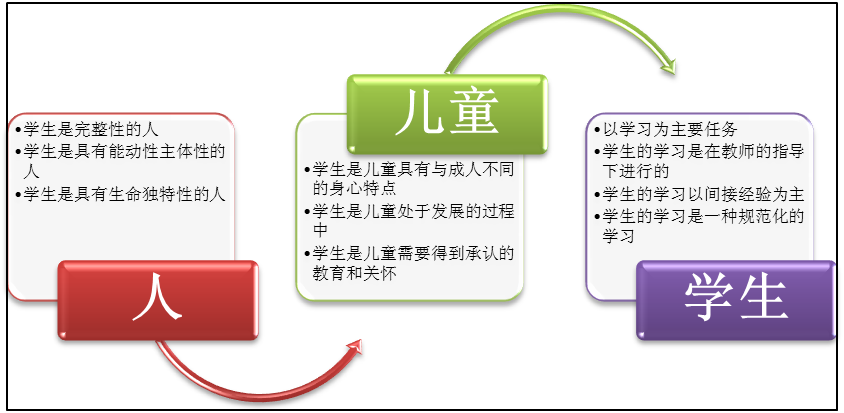 •学生是完整性的人
•学生是具有能动性主体性的
人
•学生是具有生命独特性的人
人
儿童
•学生是儿童具有与成人不同
的身心特点
•学生是儿童处于发展的过程
中
•学生是儿童需要得到承认的
教育和关怀
•以学习为主要任务
•学生的学习是在教师的指导
下进行的
•学生的学习以间接经验为主
•学生的学习是一种规范化的
学习
学生